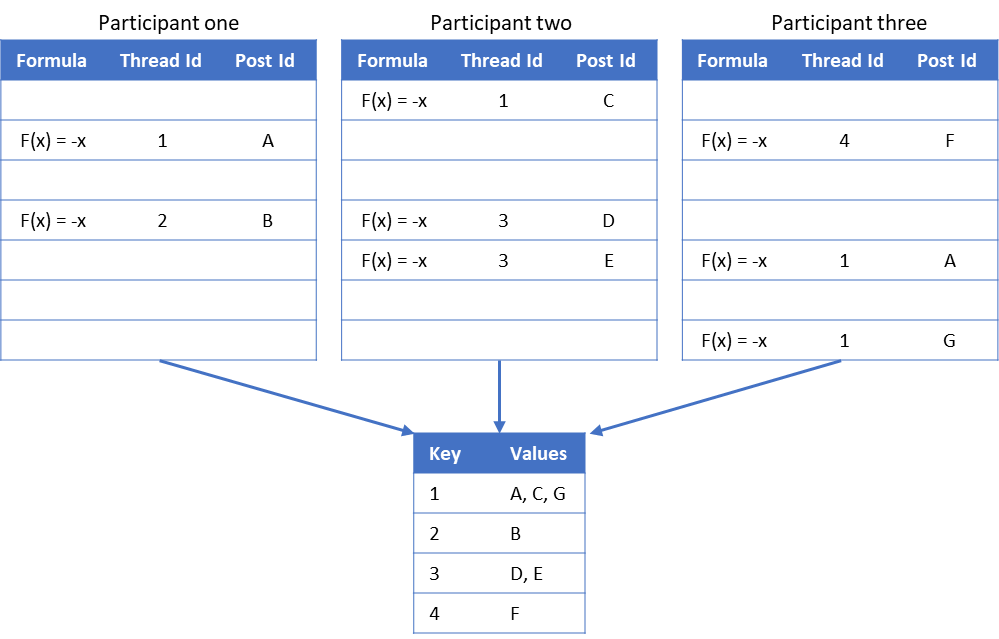 Participant one Participant two Participant three
Formula Thread Id Post Id Formula Thread Id Post Id Formula Thread Id Post Id
F(x) = -x 1 C
F(x) = -x 1 A F(x) = -x 4 F
F(x) = -x 2 B F(x) = -x 3 D
F(x) = -x 3 E F(x) = -x 1 A
F(x) = -x 1 G
Key Values
1 A, C, G
2 B
3 D, E
4 F